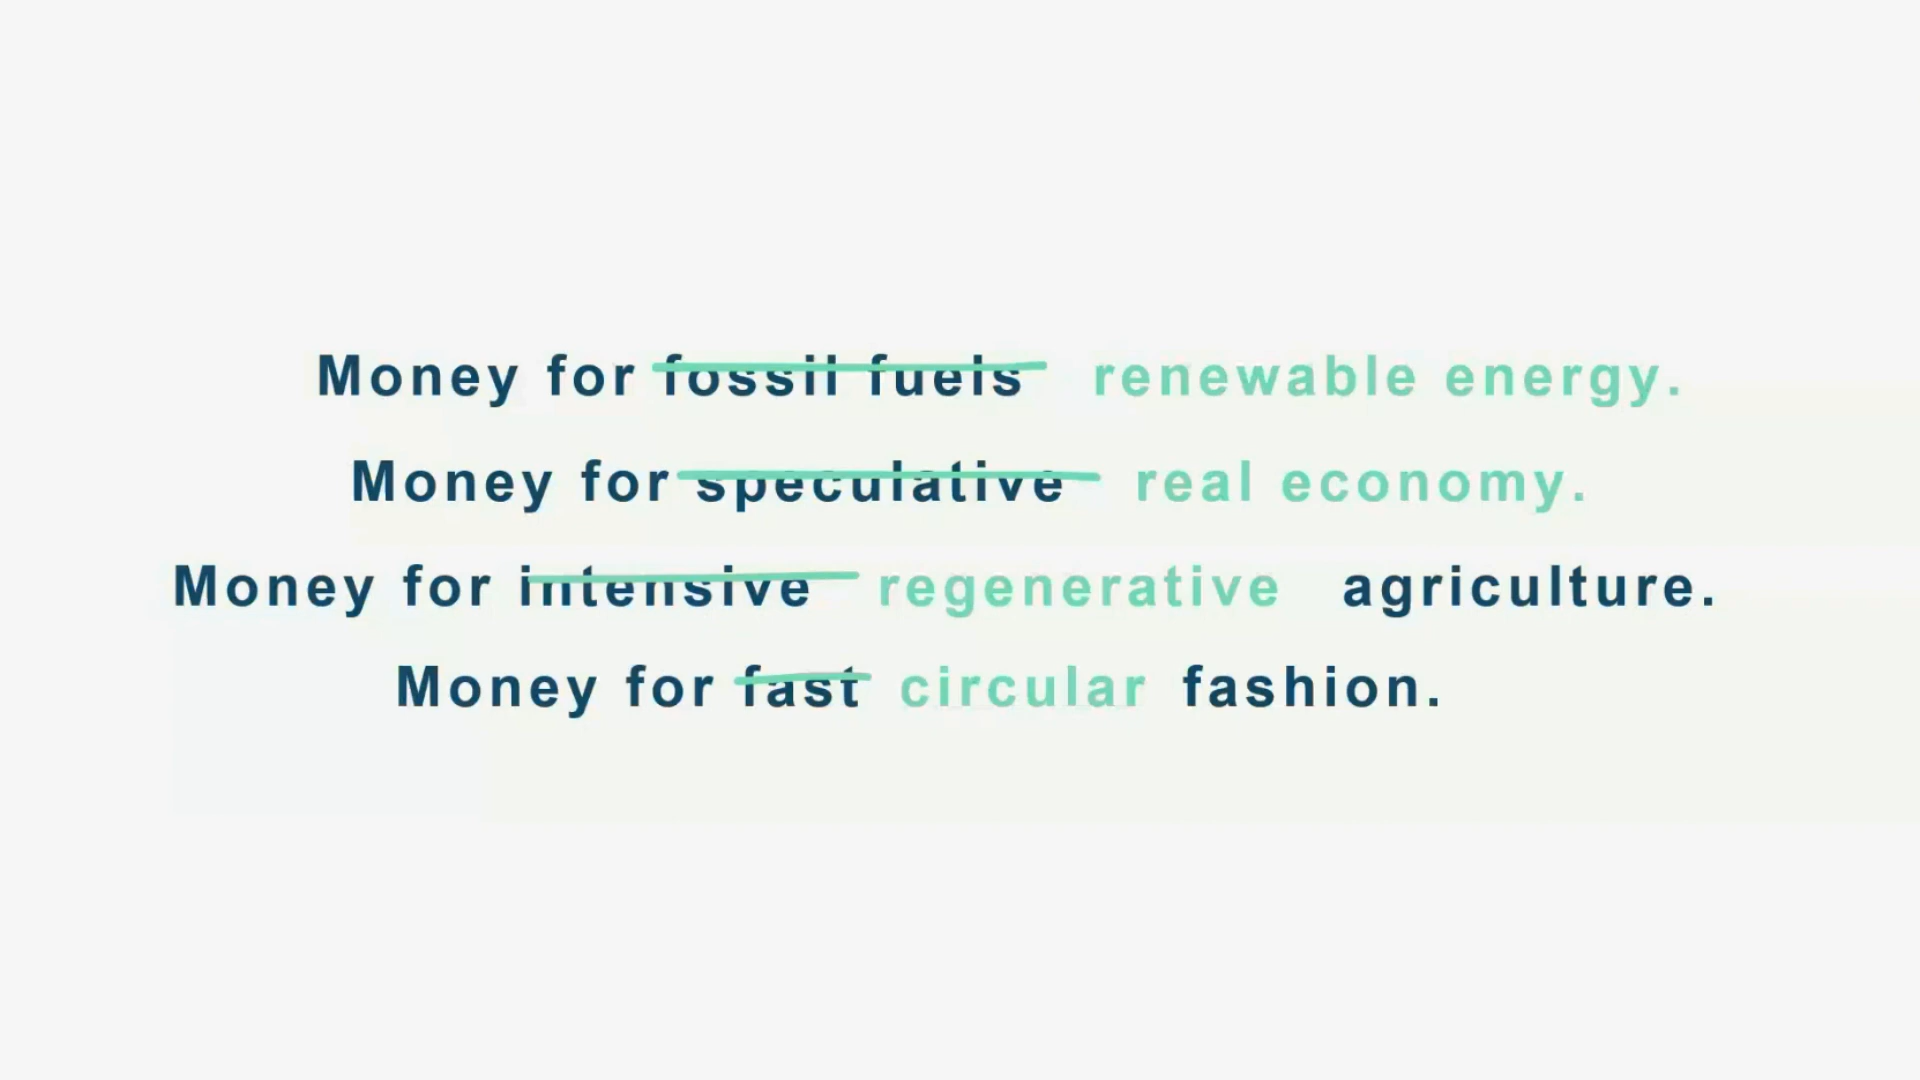 Money for fossil fuels renewable energy.
Money for speculative real economy.
Money for intensive regenerative agriculture.
Money for fast circular fashion.